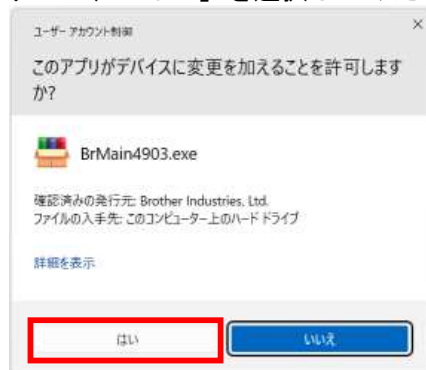 」を選択
ユーザー アカウント制御
×
このアプリがデバイスに変更を加えることを許可します
か?
BrMain4903.exe
確認済みの発行元: Brother Industries, Ltd.
ファイルの入手先: このコンピューター上のハード ドライブ
詳細を表示
はい
いいえ